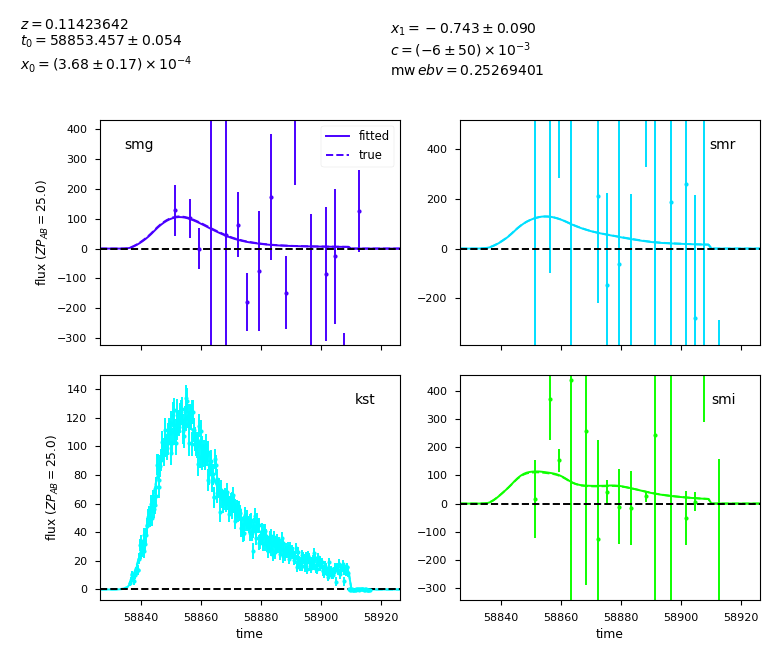 z = 0.11423642
t₀ = 58853.457 ± 0.054
x₀ = (3.68 ± 0.17) × 10⁻⁴
x₁ = −0.743 ± 0.090
c = (−6 ± 50) × 10⁻³
mw ebv = 0.25269401
smg
fitted
true
400
300
200
100
0
−100
−200
−300
flux (ZP_AB = 25.0)
smr
400
200
0
−200
kst
140
120
100
80
60
40
20
0
flux (ZP_AB = 25.0)
58840 58860 58880 58900 58920
time
smi
400
300
200
100
0
−100
−200
−300
58840 58860 58880 58900 58920
time